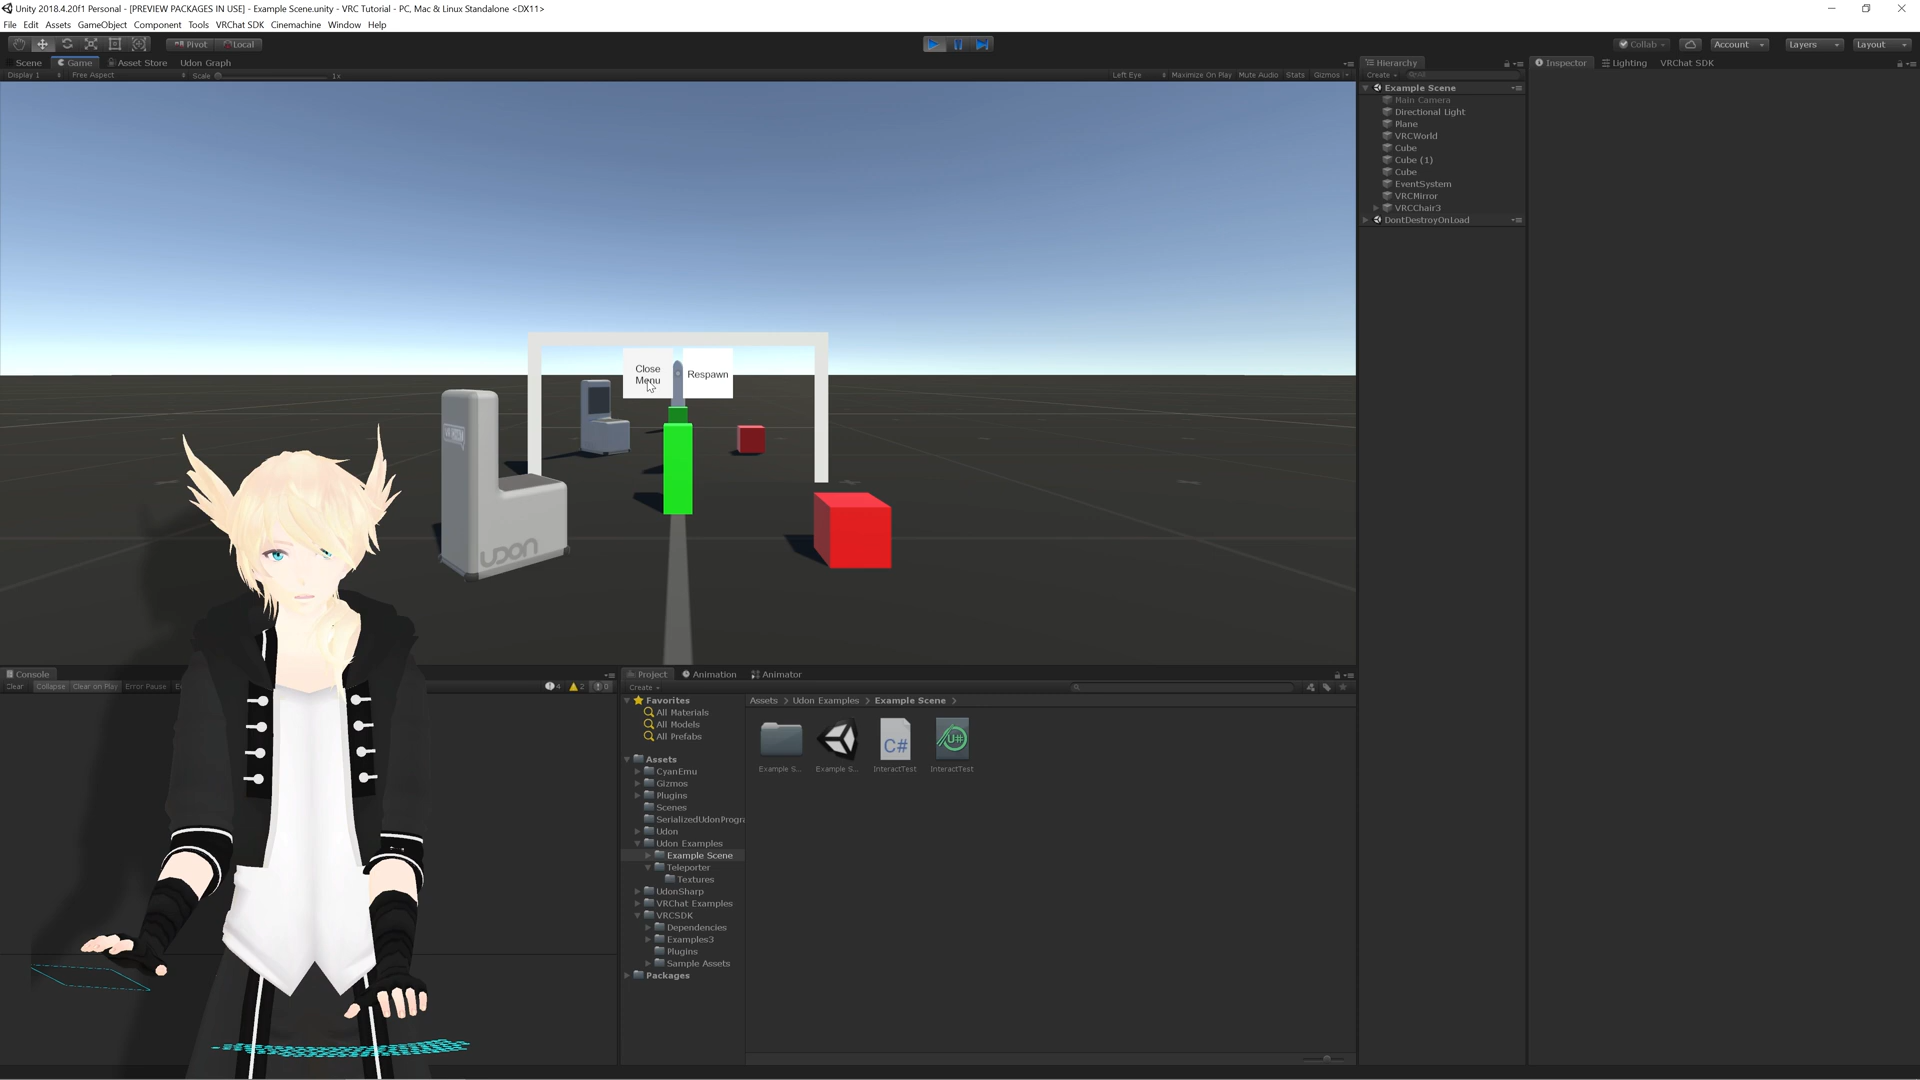 Unity 2018.4.20f1 Personal - [PREVIEW PACKAGES IN USE] - Example Scene.unity - VRC Tutorial - PC, Mac & Linux Standalone <DX11>
File Edit Assets GameObject Component Tools VRChat SDK Cinemachine Window Help
Pivot Local Collab Account Layers Layout
Scene Game Asset Store Udon Graph
Display 1 Free Aspect Scale 1x Left Eye Maximize On Play Mute Audio Stats Gizmos
Close
Menu
Respawn
UDON
Hierarchy
Create All
Example Scene
Main Camera
Directional Light
Plane
VRCWorld
Cube
Cube (1)
Cube
EventSystem
VRCMirror
VRCChair3
DontDestroyOnLoad
Inspector Lighting VRChat SDK
Console
Clear Collapse Clear on Play Error Pause 4 2 0
Project Animation Animator
Create
Favorites
All Materials
All Models
All Prefabs
Assets
CyanEmu
Gizmos
Plugins
Scenes
SerializedUdonProgra
Udon
Udon Examples
Example Scene
Teleporter
Textures
UdonSharp
VRChat Examples
VRCSDK
Dependencies
Examples3
Plugins
Sample Assets
Packages
Assets > Udon Examples > Example Scene >
C# U#
Example S... Example S... InteractTest InteractTest